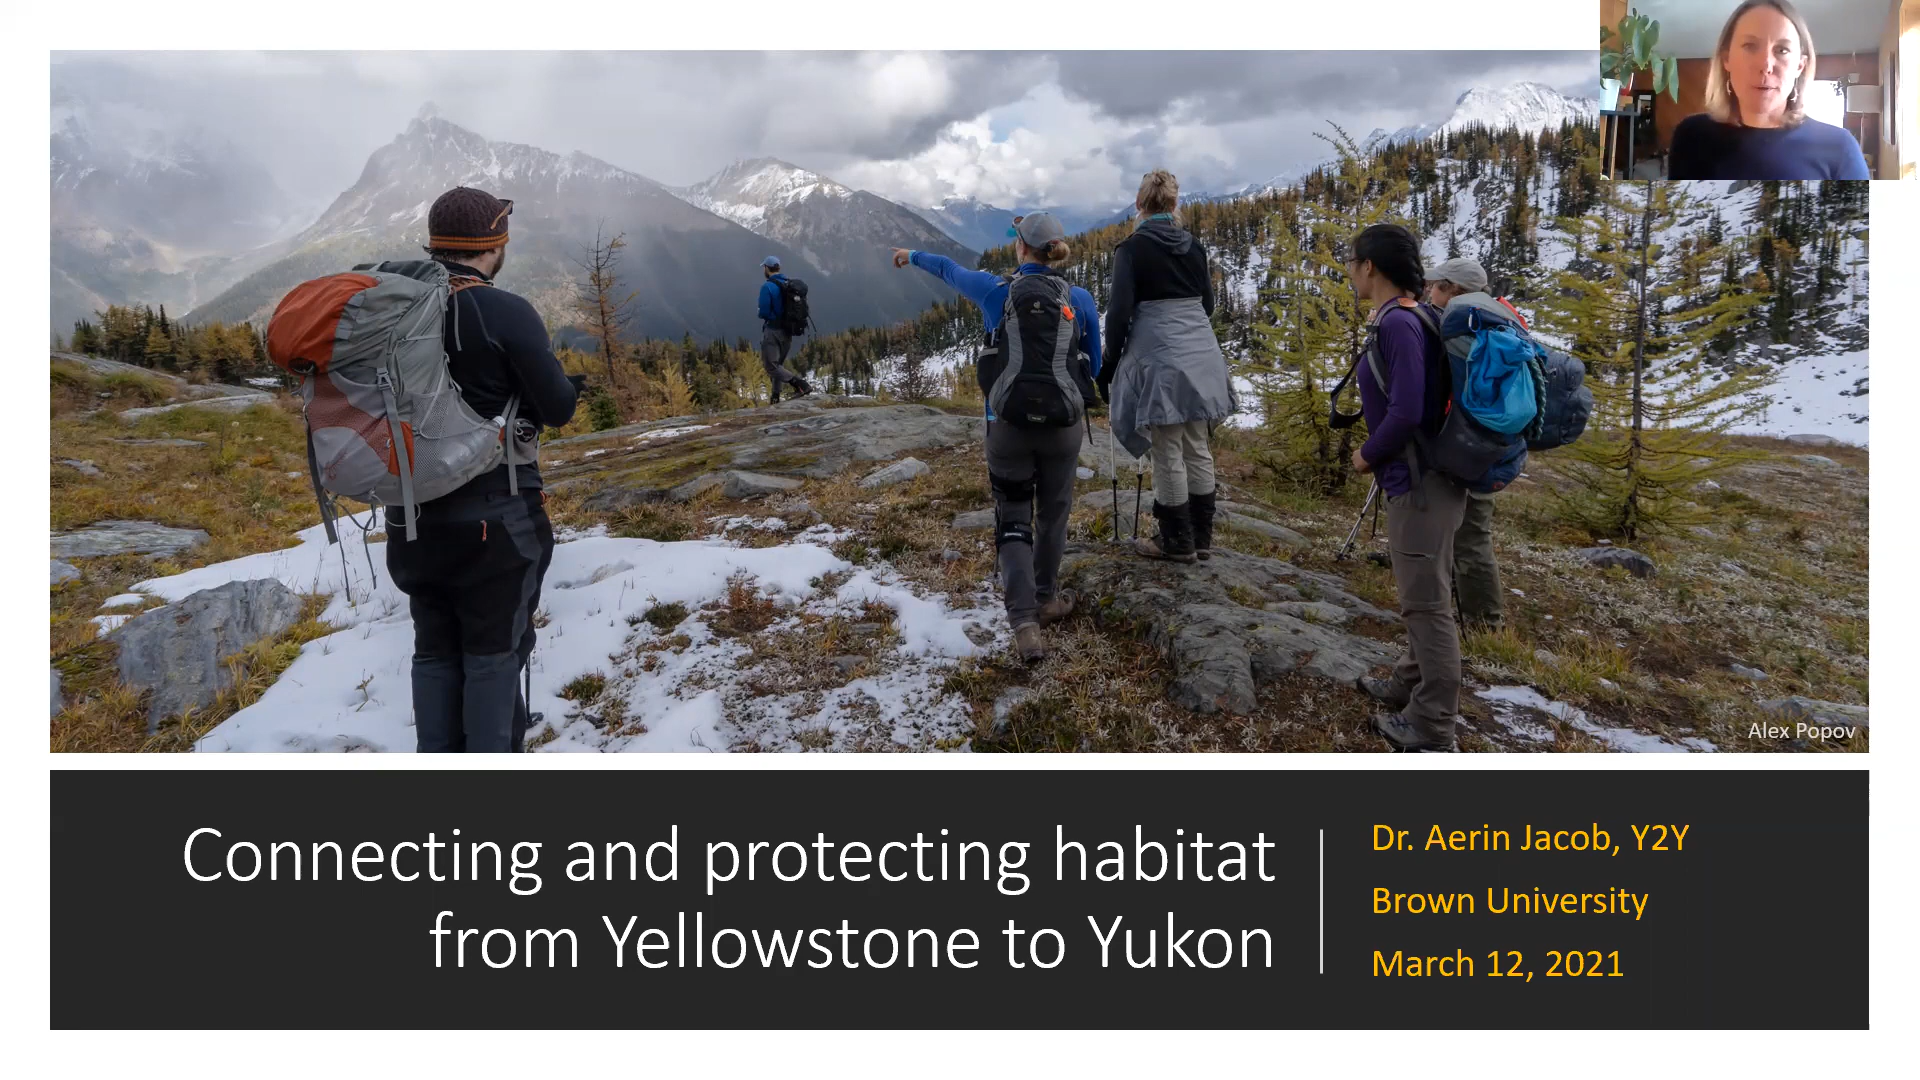 Alex Popov
Connecting and protecting habitat
from Yellowstone to Yukon
Dr. Aerin Jacob, Y2Y
Brown University
March 12, 2021